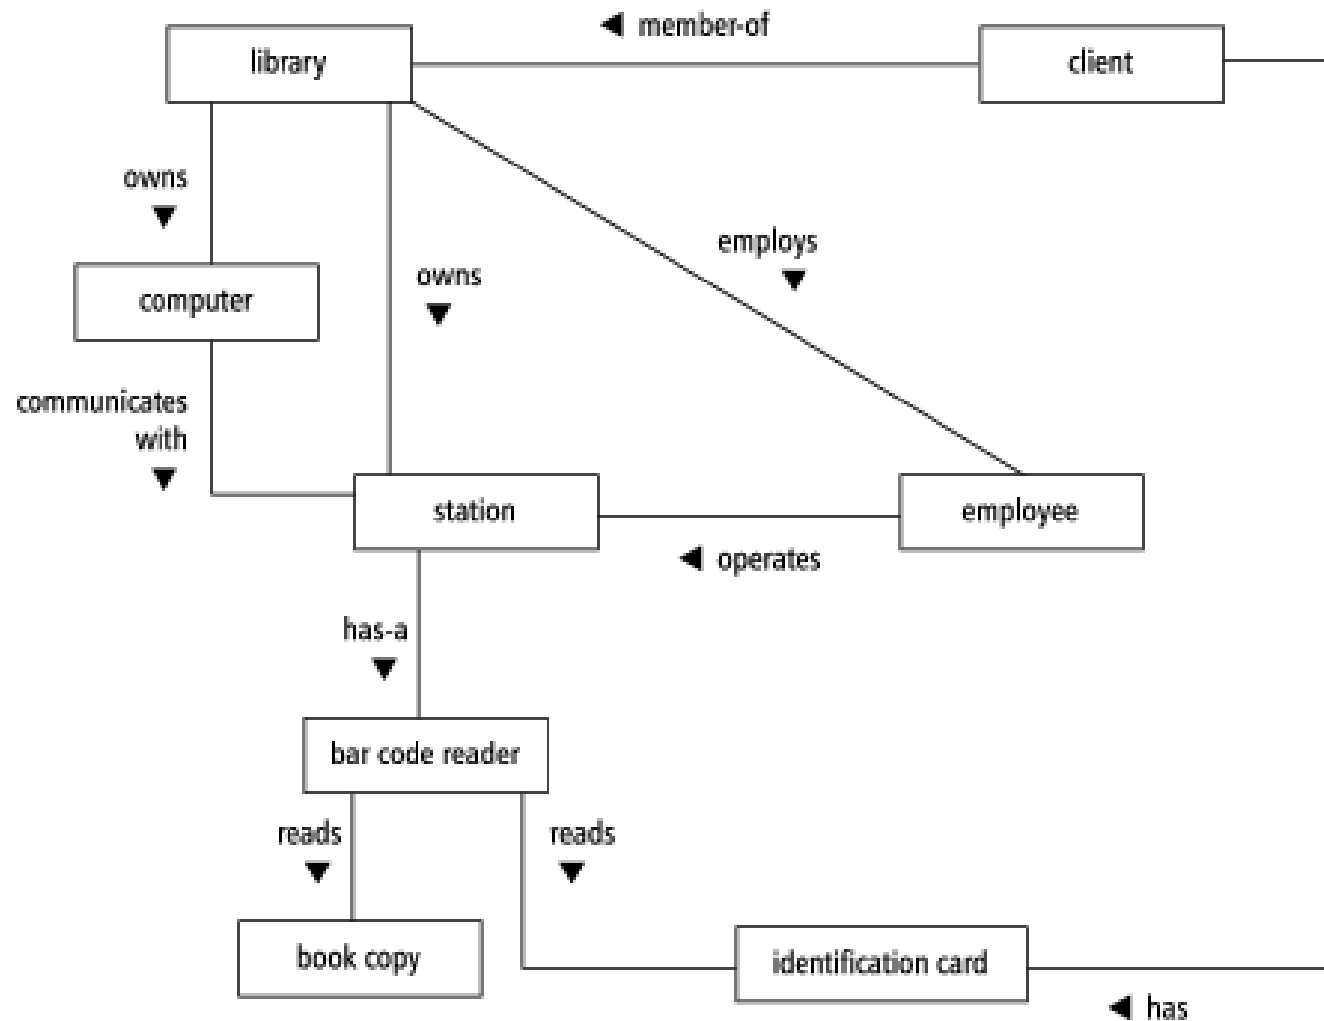 ◄ member-of
library
client
owns
employs
owns
computer
communicates
with
station
employee
◄ operates
has-a
bar code reader
reads
reads
book copy
identification card
◄ has